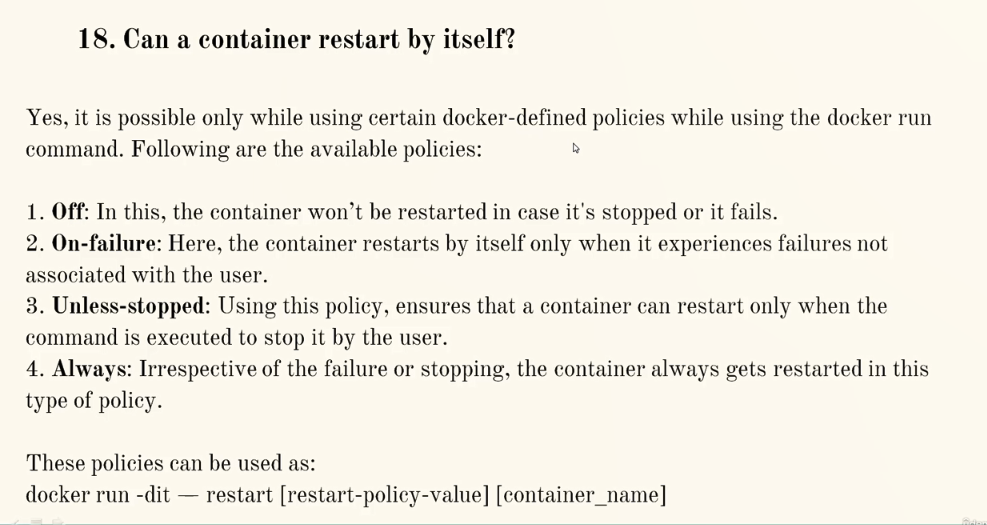 18. Can a container restart by itself?
Yes, it is possible only while using certain docker-defined policies while using the docker run
command. Following are the available policies:
1. Off: In this, the container won’t be restarted in case it's stopped or it fails.
2. On-failure: Here, the container restarts by itself only when it experiences failures not
associated with the user.
3. Unless-stopped: Using this policy, ensures that a container can restart only when the
command is executed to stop it by the user.
4. Always: Irrespective of the failure or stopping, the container always gets restarted in this
type of policy.
These policies can be used as:
docker run -dit — restart [restart-policy-value] [container_name]